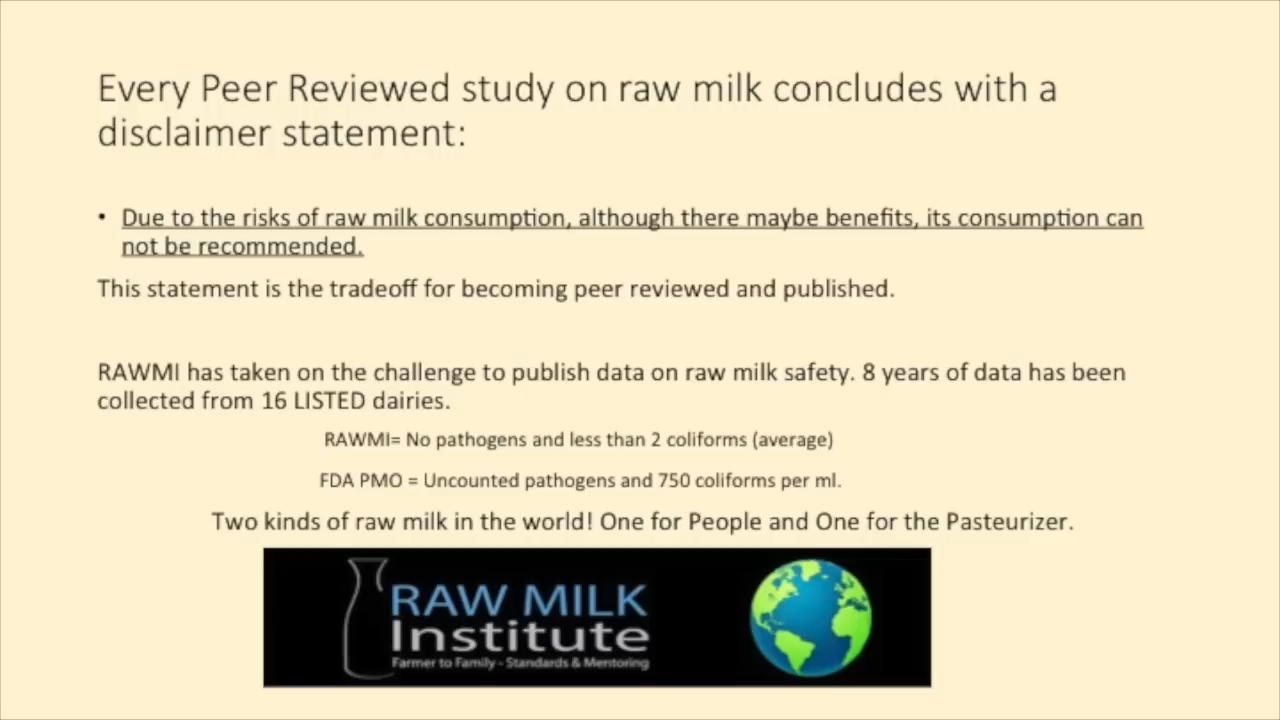 Every Peer Reviewed study on raw milk concludes with a
disclaimer statement:
• Due to the risks of raw milk consumption, although there maybe benefits, its consumption can
not be recommended.
This statement is the tradeoff for becoming peer reviewed and published.
RAWMI has taken on the challenge to publish data on raw milk safety. 8 years of data has been
collected from 16 LISTED dairies.
RAWMI= No pathogens and less than 2 coliforms (average)
FDA PMO = Uncounted pathogens and 750 coliforms per ml.
Two kinds of raw milk in the world! One for People and One for the Pasteurizer.
RAW MILK
Institute
Farmer to Family - Standards & Mentoring